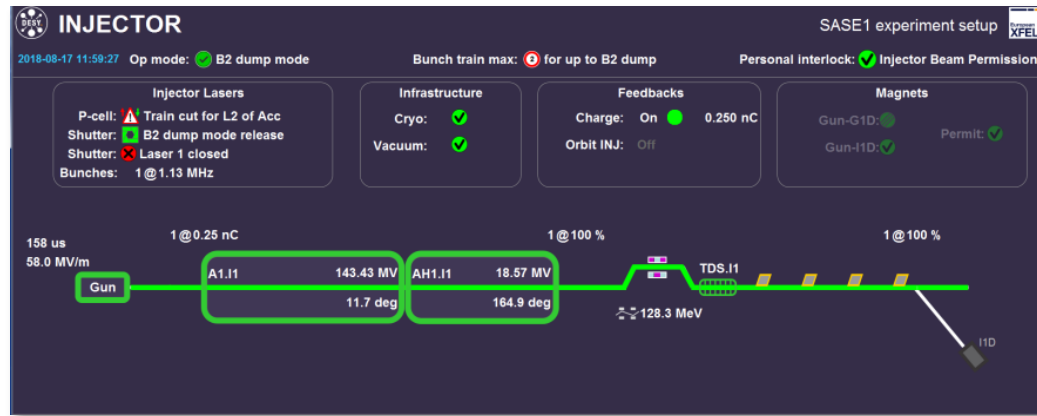 DESY
INJECTOR
SASE1 experiment setup
European
XFEL
2018-08-17 11:59:27 Op mode: B2 dump mode
Bunch train max: for up to B2 dump
Personal interlock: Injector Beam Permission
Injector Lasers
P-cell: Train cut for L2 of Acc
Shutter: B2 dump mode release
Shutter: Laser 1 closed
Bunches: 1@1.13 MHz
Infrastructure
Cryo:
Vacuum:
Feedbacks
Charge: On 0.250 nC
Orbit INJ: Off
Magnets
Gun-G1D:
Gun-I1D:
Permit:
158 us
58.0 MV/m
Gun
1@0.25 nC
1@100 %
1@100 %
A1.I1 143.43 MV
11.7 deg
AH1.I1 18.57 MV
164.9 deg
TDS.I1
128.3 MeV
I1D